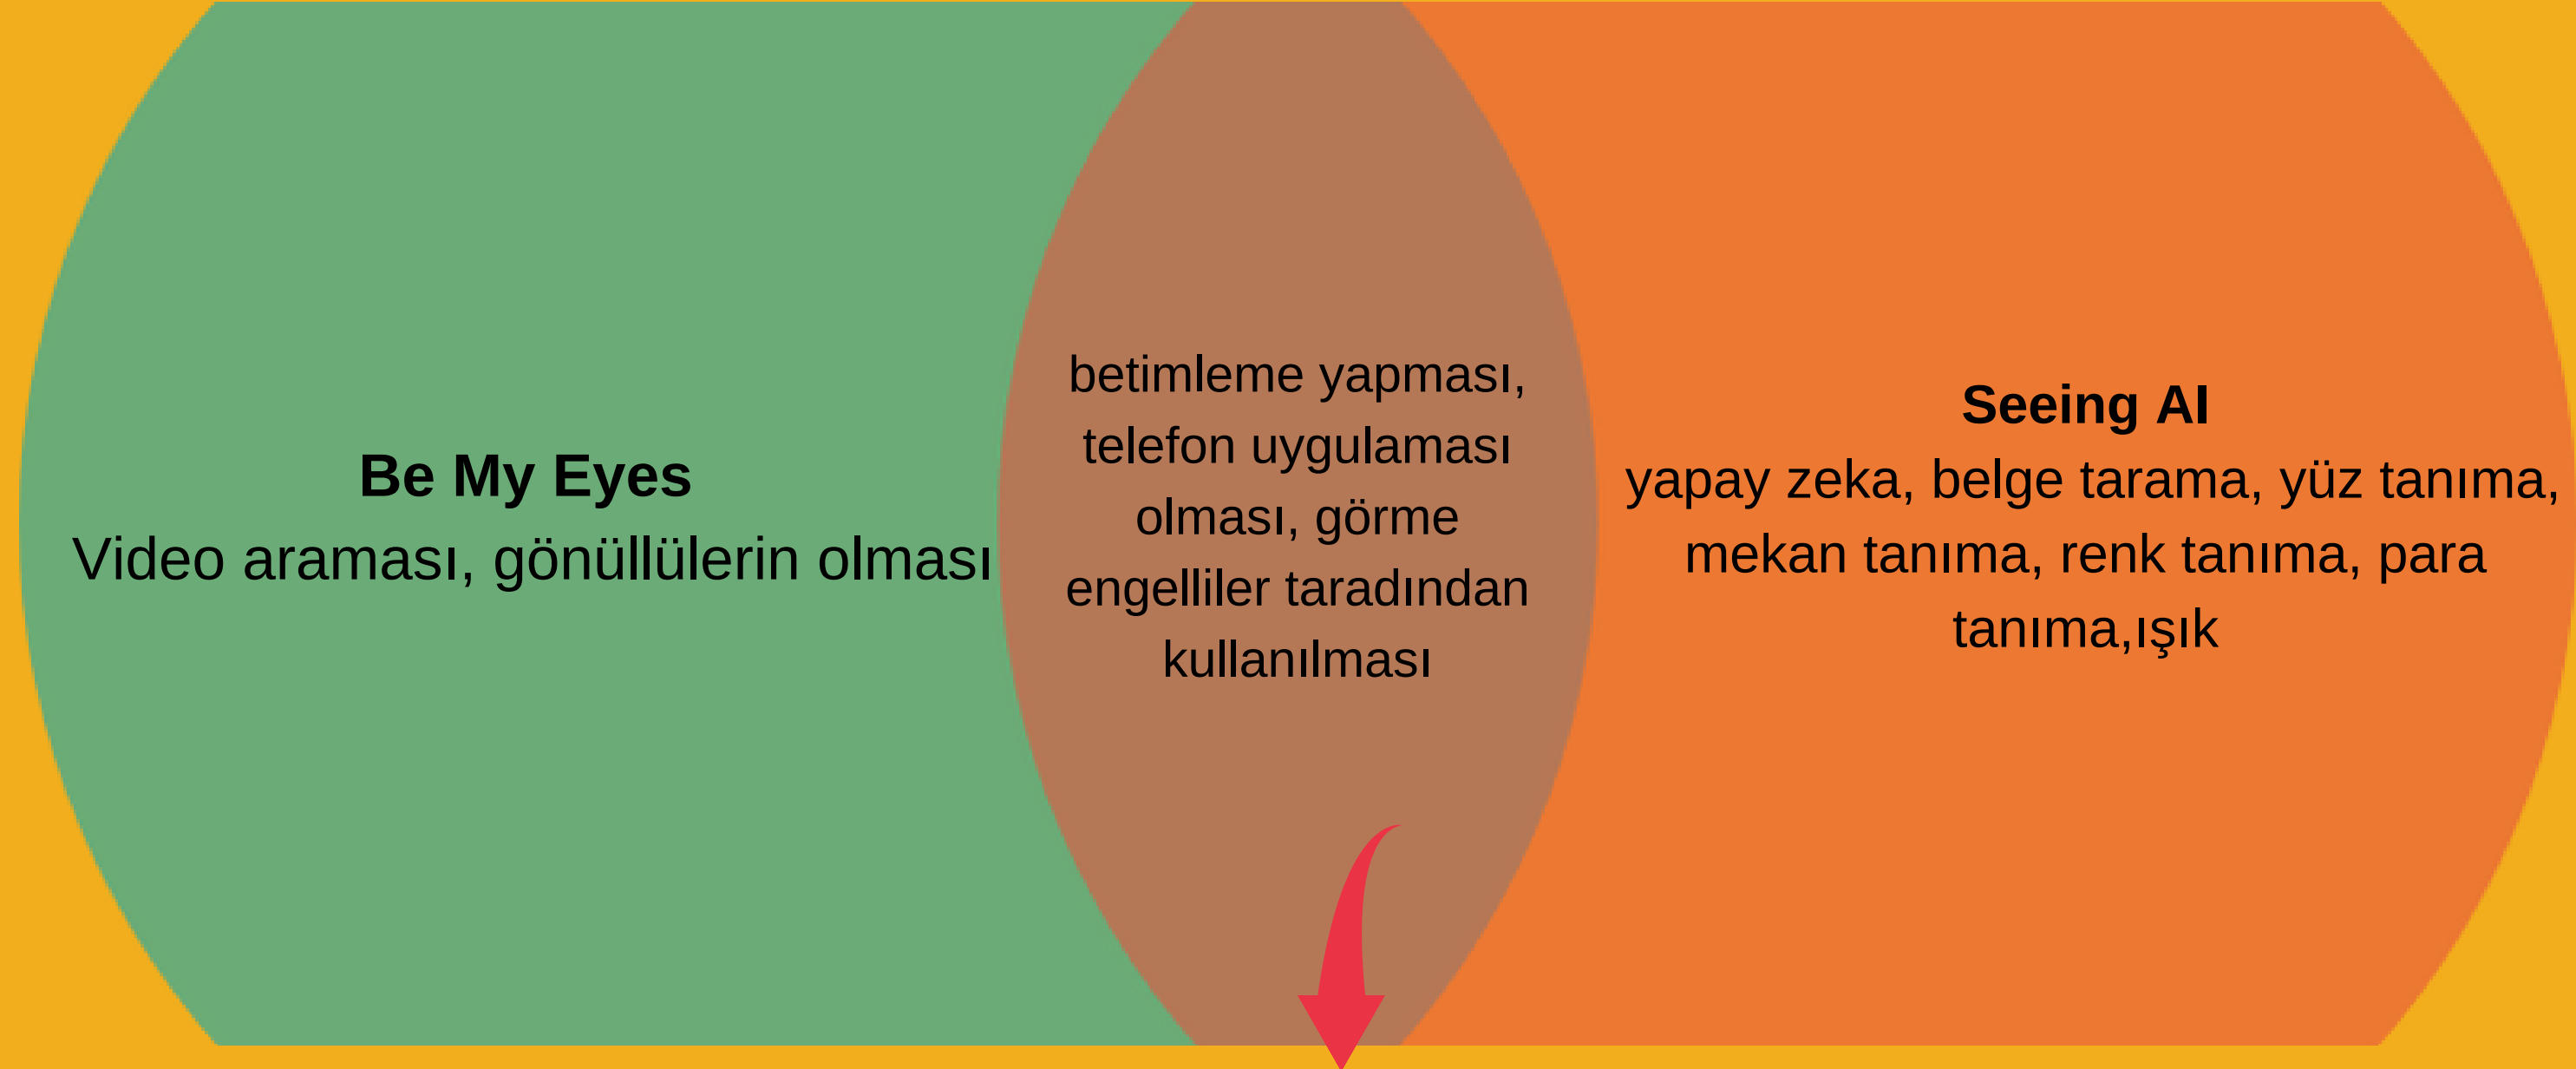 Be My Eyes
Video araması, gönüllülerin olması
betimleme yapması,
telefon uygulaması
olması, görme
engelliler taradından
kullanılması
Seeing AI
yapay zeka, belge tarama, yüz tanıma,
mekan tanıma, renk tanıma, para
tanıma,ışık